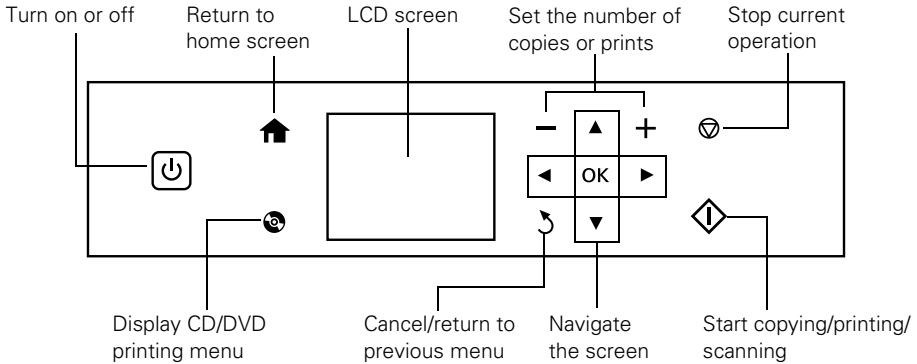 Turn on or off
Return to
home screen
LCD screen
Set the number of
copies or prints
Stop current
operation
OK
Display CD/DVD
printing menu
Cancel/return to
previous menu
Navigate
the screen
Start copying/printing/
scanning